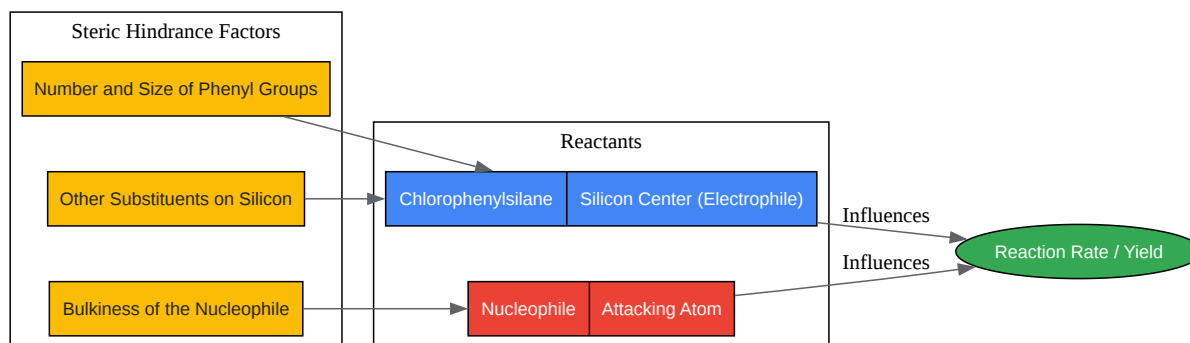 Steric Hindrance Factors
Number and Size of Phenyl Groups
Other Substituents on Silicon
Bulkiness of the Nucleophile
Reactants
Chlorophenylsilane
Silicon Center (Electrophile)
Nucleophile
Attacking Atom
Influences
Influences
Reaction Rate / Yield